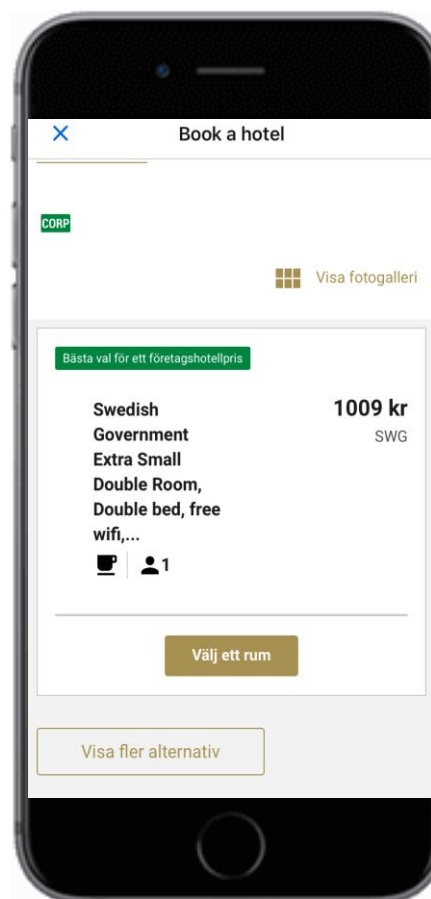 Book a hotel
CORP
Visa fotogalleri
Bästa val för ett företagshotellpris
Swedish 1009 kr
Government SWG
Extra Small
Double Room,
Double bed, free
wifi,...
1
Välj ett rum
Visa fler alternativ